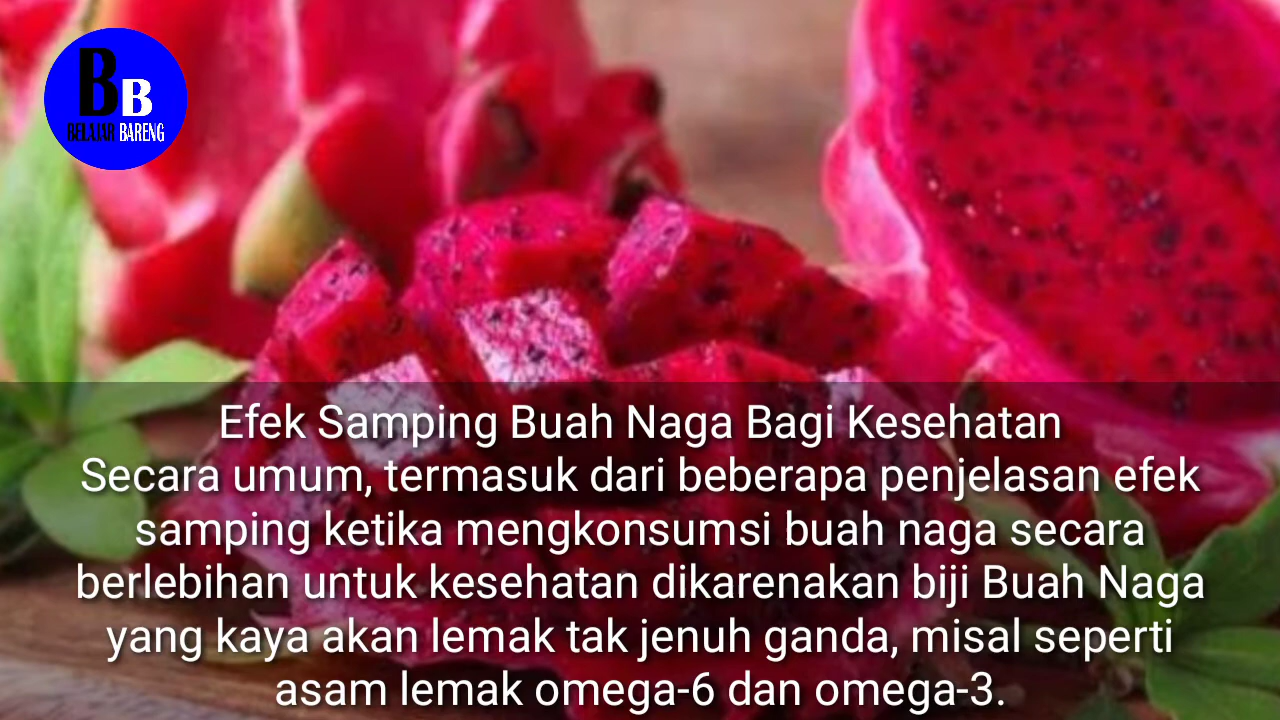 BB
BELAJAR BARENG
Efek Samping Buah Naga Bagi Kesehatan
Secara umum, termasuk dari beberapa penjelasan efek
samping ketika mengkonsumsi buah naga secara
berlebihan untuk kesehatan dikarenakan biji Buah Naga
yang kaya akan lemak tak jenuh ganda, misal seperti
asam lemak omega-6 dan omega-3.